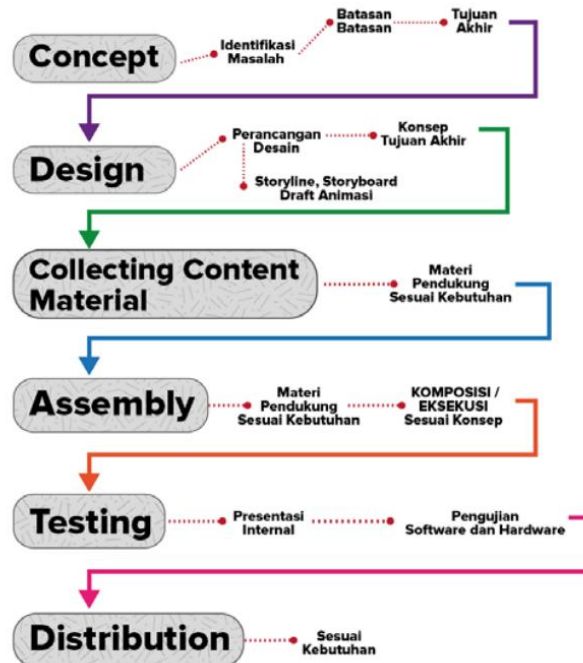 Concept
Identifikasi
Masalah
Batasan
Batasan
Tujuan
Akhir
Design
Perancangan
Desain
Konsep
Tujuan Akhir
Storyline, Storyboard
Draft Animasi
Collecting Content
Material
Materi
Pendukung
Sesuai Kebutuhan
Assembly
Materi
Pendukung
Sesuai Kebutuhan
KOMPOSISI /
EKSEKUSI
Sesuai Konsep
Testing
Presentasi
Internal
Pengujian
Software dan Hardware
Distribution
Sesuai
Kebutuhan